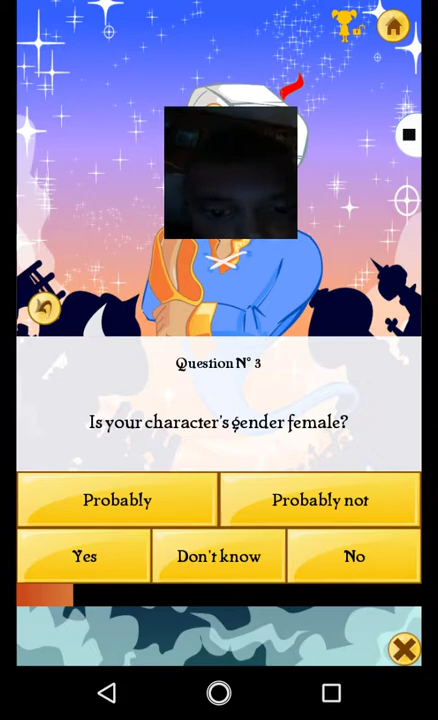 Question N° 3
Is your character's gender female?
Probably
Probably not
Yes
Don't know
No